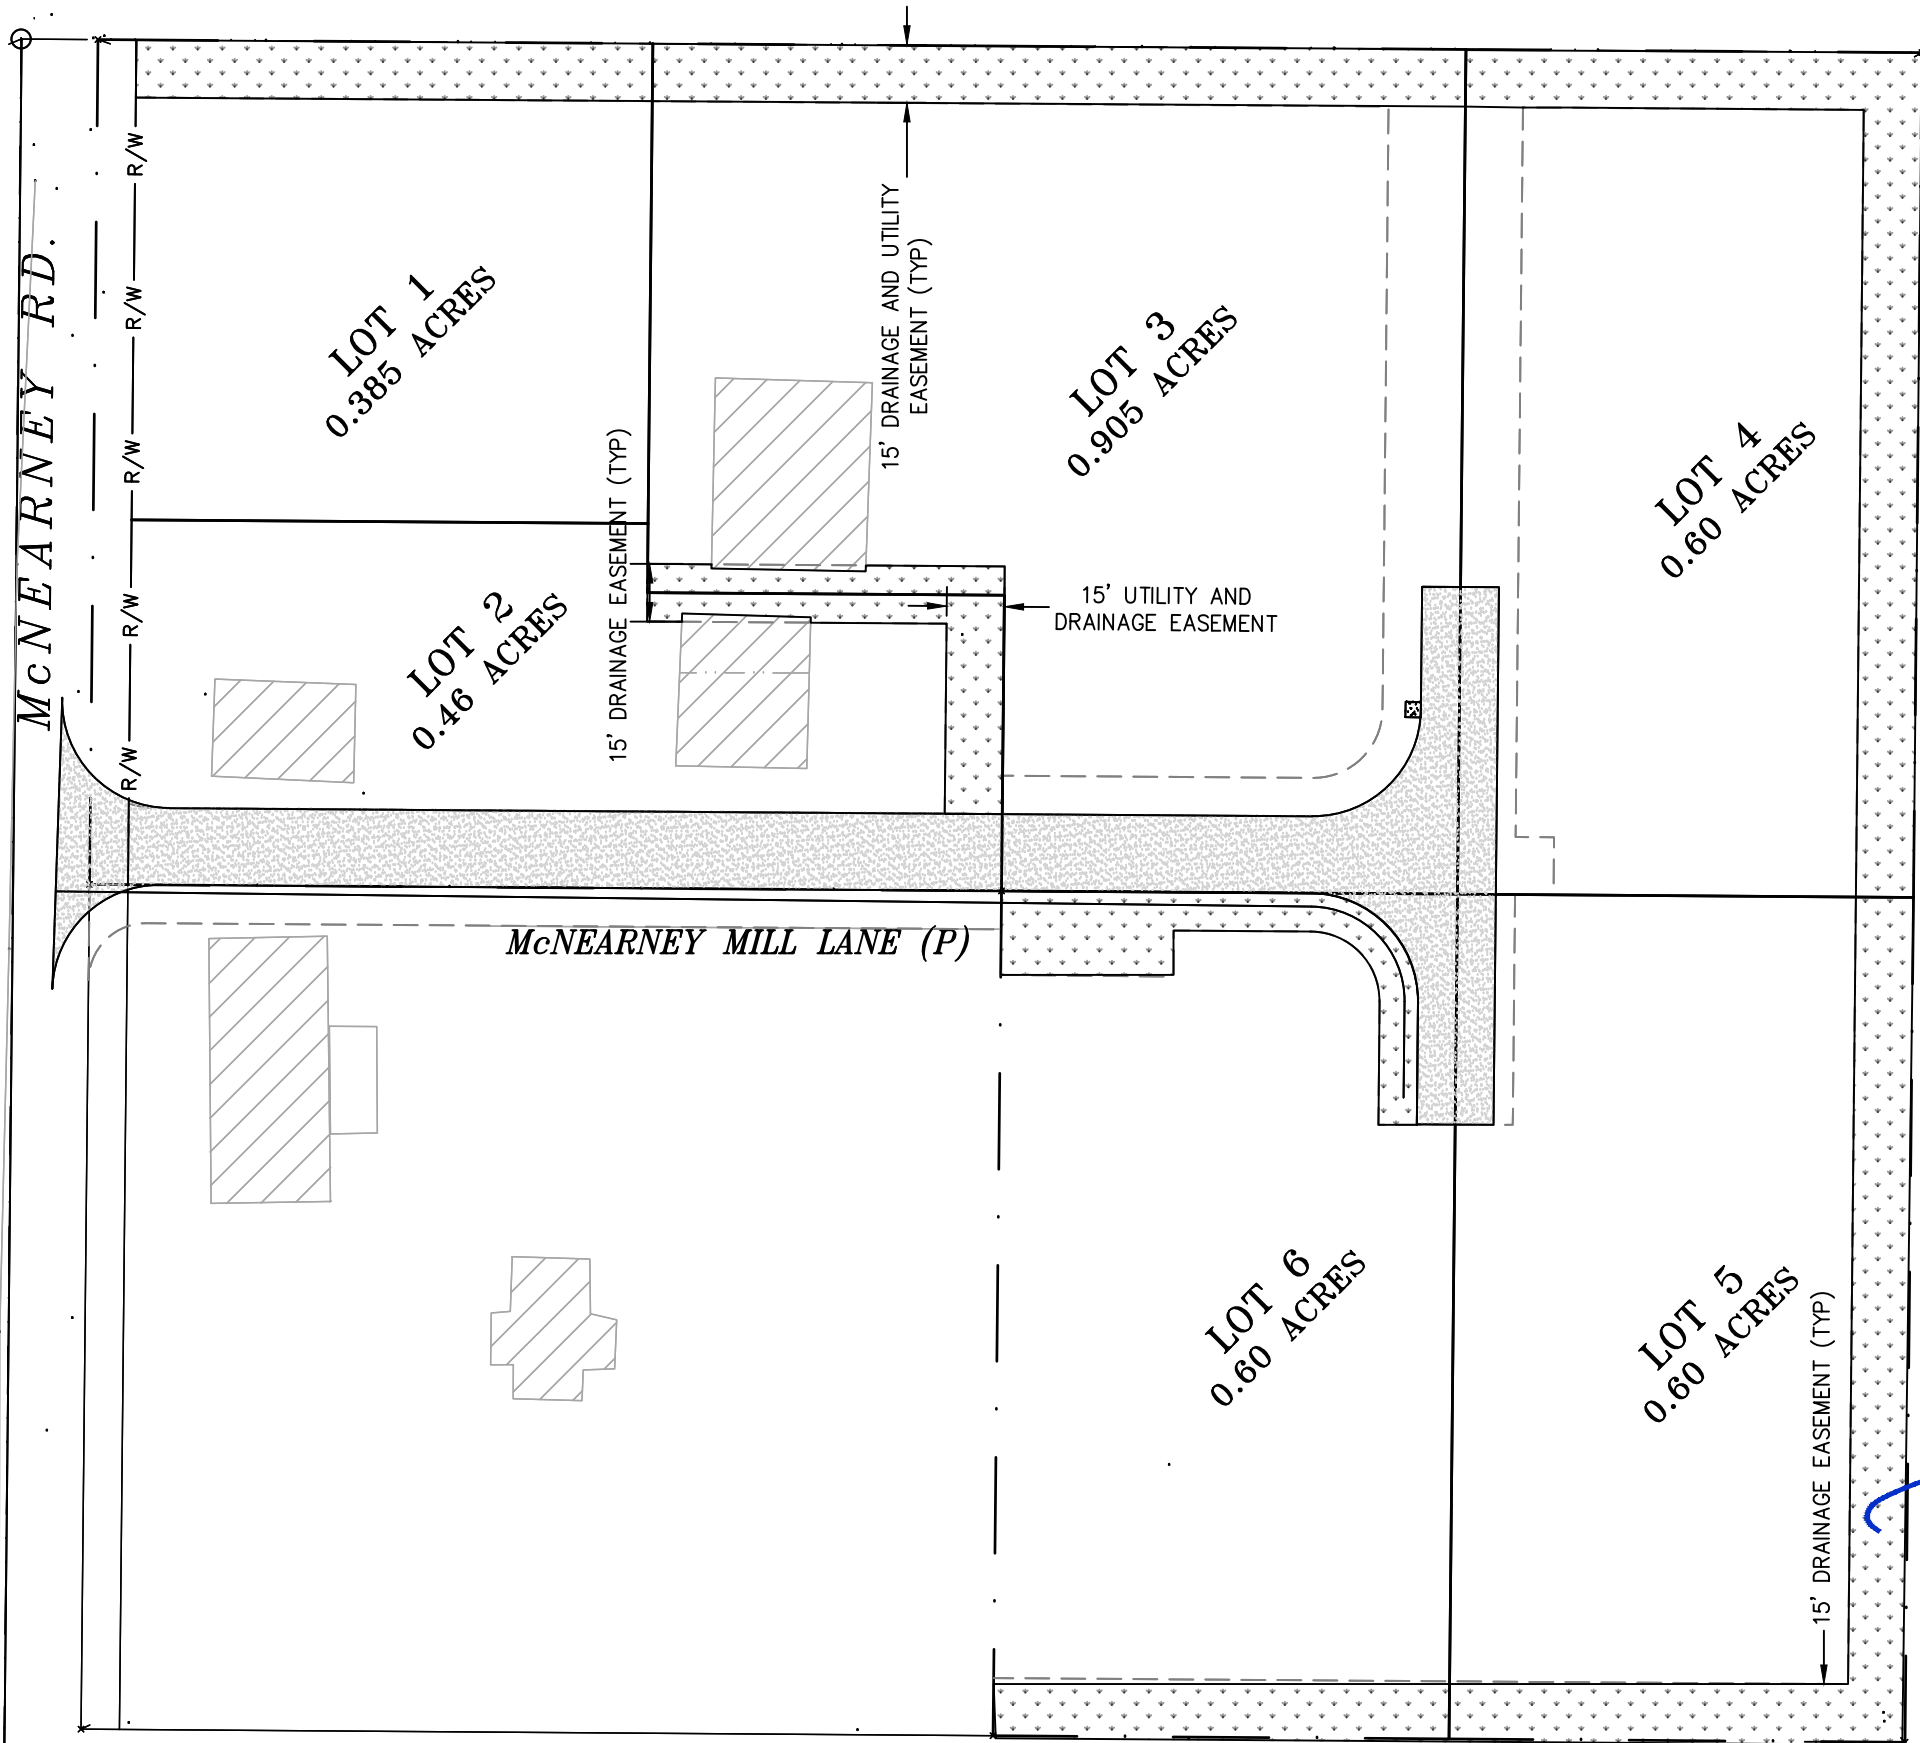 McNEARNEY RD.
R/W
R/W
R/W
R/W
R/W
LOT 1
0.385 ACRES
15' DRAINAGE AND UTILITY
EASEMENT (TYP)
LOT 3
0.905 ACRES
LOT 4
0.60 ACRES
LOT 2
0.46 ACRES
15' DRAINAGE EASEMENT (TYP)
15' UTILITY AND
DRAINAGE EASEMENT
McNEARNEY MILL LANE (P)
LOT 6
0.60 ACRES
LOT 5
0.60 ACRES
15' DRAINAGE EASEMENT (TYP)